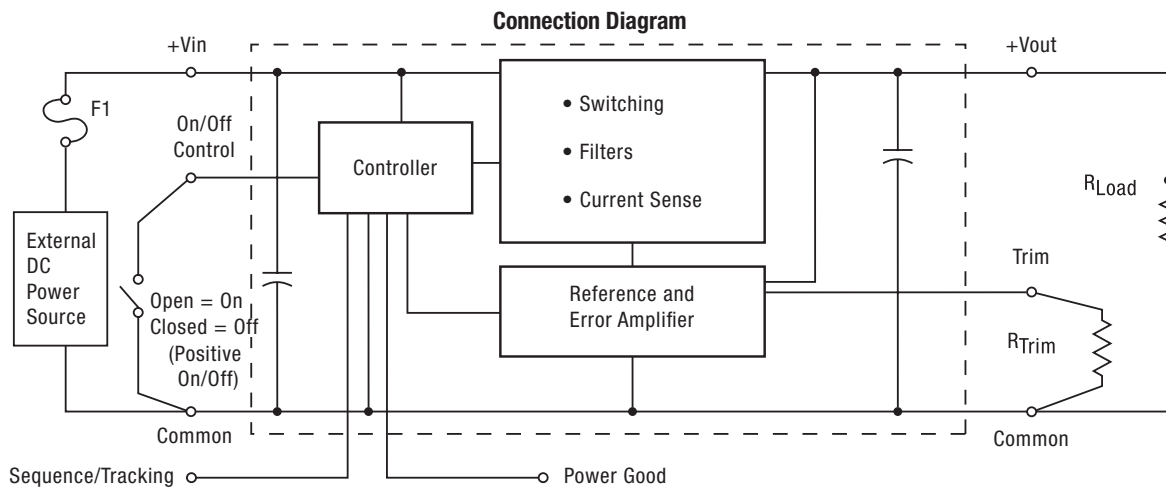 Connection Diagram
+Vin
+Vout
F1
On/Off
Control
Controller
• Switching
• Filters
• Current Sense
RLoad
External
DC
Power
Source
Open = On
Closed = Off
(Positive
On/Off)
Reference and
Error Amplifier
Trim
RTrim
Common
Common
Sequence/Tracking
Power Good